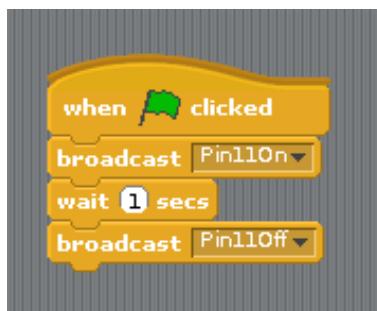 when clicked
broadcast Pin11On
wait 1 secs
broadcast Pin11Off